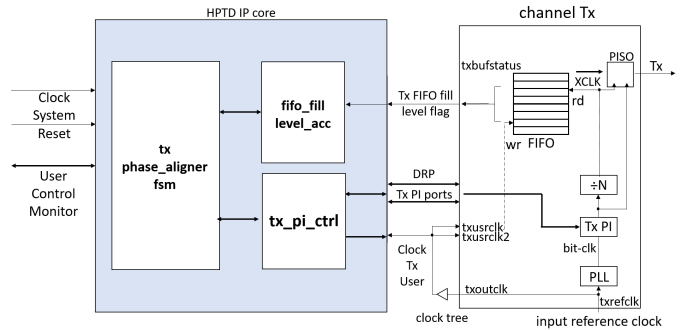 HPTD IP core
channel Tx
txbufstatus
PISO
Tx
XCLK
Clock
System
Reset
User
Control
Monitor
tx
phase_aligner
fsm
fifo_fill
level_acc
Tx FIFO fill
level flag
rd
wr
FIFO
tx_pi_ctrl
DRP
Tx PI ports
÷N
Tx PI
bit-clk
txusrclk
txusrclk2
Clock
Tx
User
PLL
txoutclk
txrefclk
clock tree
input reference clock